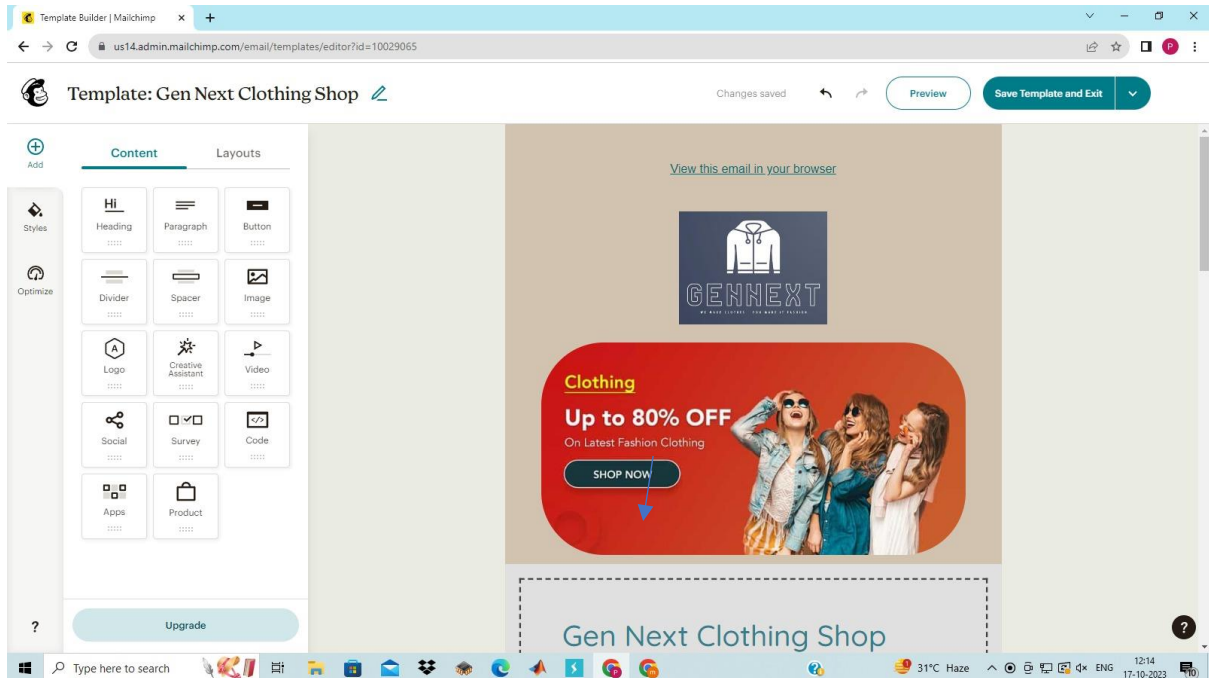 Template Builder | Mailchimp
us14.admin.mailchimp.com/email/templates/editor?id=10029065
P
Template: Gen Next Clothing Shop
Changes saved
Preview
Save Template and Exit
Add
Styles
Optimize
Content Layouts
Hi
Heading Paragraph Button
Divider Spacer Image
A
Logo Creative Assistant Video
Social Survey Code
Apps Product
Upgrade
?
View this email in your browser
GENNEXT
Clothing
Up to 80% OFF
On Latest Fashion Clothing
SHOP NOW
Gen Next Clothing Shop
?
Type here to search
31°C Haze
ENG
12:14
17-10-2023